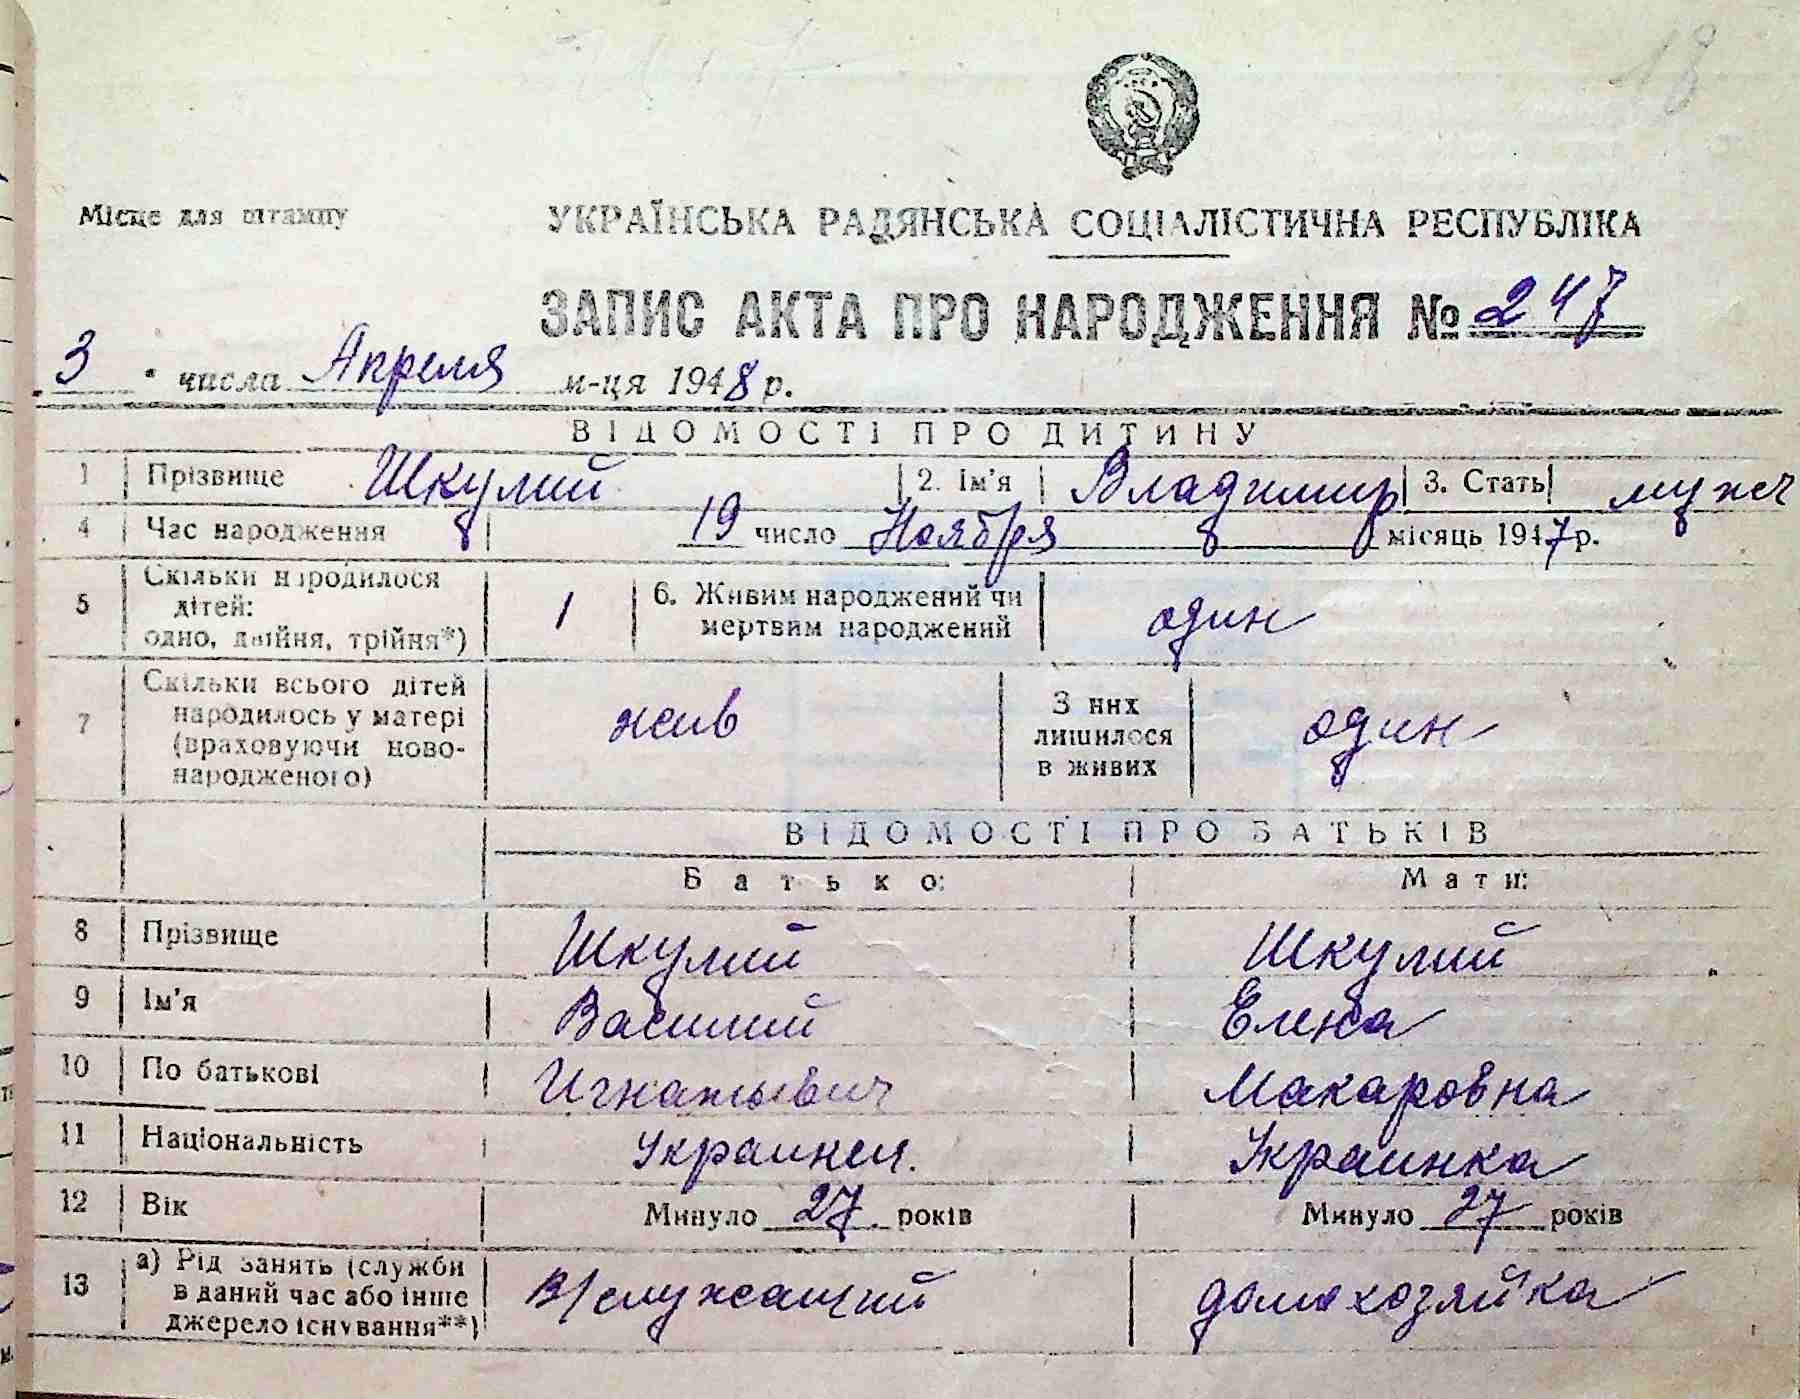 18
Місце для штампу
УКРАЇНСЬКА РАДЯНСЬКА СОЦІАЛІСТИЧНА РЕСПУБЛІКА
ЗАПИС АКТА ПРО НАРОДЖЕННЯ № 247
3 числа Апреля м-ця 1948 р.
ВІДОМОСТІ ПРО ДИТИНУ
1 Прізвище Шкулий 2. Ім'я Владимир 3. Стать мужч
4 Час народження 19 число Ноября місяць 1947 р.
5 Скільки народилося
дітей:
одно, двійня, трійня*) 1
6. Живим народжений чи
мертвим народжений один
7 Скільки всього дітей
народилось у матері
(враховуючи ново-
народженого) жив
З них
лишилося
в живих один
ВІДОМОСТІ ПРО БАТЬКІВ
Батько: Мати:
8 Прізвище Шкулий Шкулий
9 Ім'я Василий Елена
10 По батькові Игнатьевич Макаровна
11 Національність Украинец. Украинка
12 Вік Минуло 27 років Минуло 27 років
13 а) Рід занять (служби
в даний час або інше
джерело існування**) В/служащий домохозяйка